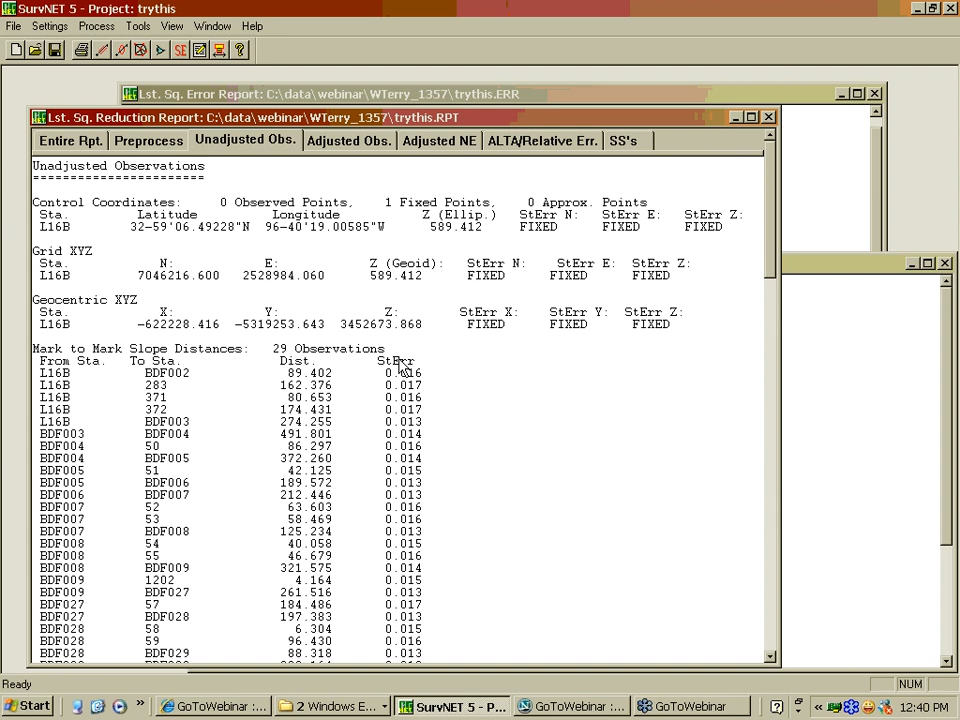 SurvNET 5 - Project: trythis
File Settings Process Tools View Window Help
SE
Lst. Sq. Error Report: C:\data\webinar\WTerry_1357\trythis.ERR
Lst. Sq. Reduction Report: C:\data\webinar\WTerry_1357\trythis.RPT
Entire Rpt. Preprocess Unadjusted Obs. Adjusted Obs. Adjusted NE ALTA/Relative Err. SS's
Unadjusted Observations
========================
Control Coordinates: 0 Observed Points, 1 Fixed Points, 0 Approx. Points
Sta. Latitude Longitude Z (Ellip.) StErr N: StErr E: StErr Z:
L16B 32-59'06.49228"N 96-40'19.00585"W 589.412 FIXED FIXED FIXED
Grid XYZ
Sta. N: E: Z (Geoid): StErr N: StErr E: StErr Z:
L16B 7046216.600 2528984.060 589.412 FIXED FIXED FIXED
Geocentric XYZ
Sta. X: Y: Z: StErr X: StErr Y: StErr Z:
L16B -622228.416 -5319253.643 3452673.868 FIXED FIXED FIXED
Mark to Mark Slope Distances: 29 Observations
From Sta. To Sta. Dist. StErr
L16B BDF002 89.402 0.016
L16B 283 162.376 0.017
L16B 371 80.653 0.016
L16B 372 174.431 0.017
L16B BDF003 274.255 0.013
BDF003 BDF004 491.801 0.014
BDF004 50 86.297 0.016
BDF004 BDF005 372.260 0.014
BDF005 51 42.125 0.015
BDF005 BDF006 189.572 0.013
BDF006 BDF007 212.446 0.013
BDF007 52 63.603 0.016
BDF007 53 58.469 0.016
BDF007 BDF008 125.234 0.013
BDF008 54 40.058 0.015
BDF008 55 46.679 0.016
BDF008 BDF009 321.575 0.014
BDF009 1202 4.164 0.015
BDF009 BDF027 261.516 0.013
BDF027 57 184.486 0.017
BDF027 BDF028 197.383 0.013
BDF028 58 6.304 0.015
BDF028 59 96.430 0.016
BDF028 BDF029 88.318 0.013
Ready NUM
Start GoToWebinar :... 2 Windows E... SurvNET 5 - P... GoToWebinar :... GoToWebinar 12:40 PM